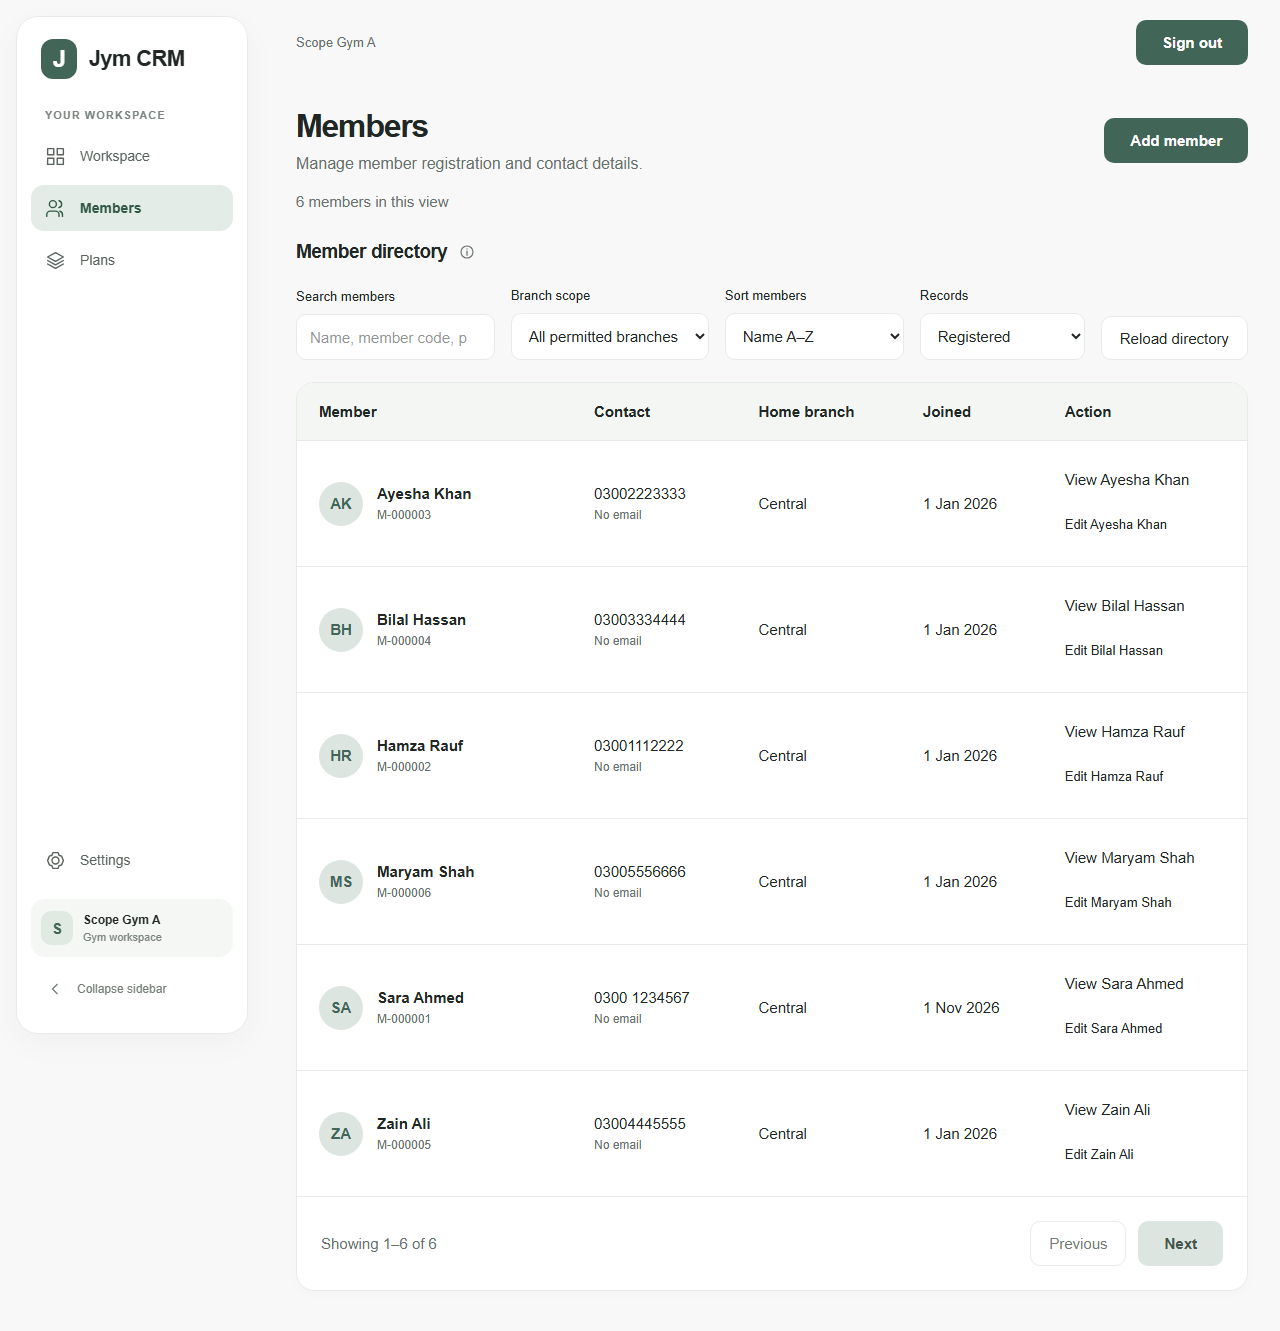 J Jym CRM
YOUR WORKSPACE
Workspace
Members
Plans
Settings
S
Scope Gym A
Gym workspace
Collapse sidebar
Scope Gym A
Sign out
Members
Manage member registration and contact details.
Add member
6 members in this view
Member directory
Search members
Branch scope
Sort members
Records
Name, member code, p
All permitted branches
Name A–Z
Registered
Reload directory
Member Contact Home branch Joined Action
AK
Ayesha Khan
M-000003
03002223333
No email
Central
1 Jan 2026
View Ayesha Khan
Edit Ayesha Khan
BH
Bilal Hassan
M-000004
03003334444
No email
Central
1 Jan 2026
View Bilal Hassan
Edit Bilal Hassan
HR
Hamza Rauf
M-000002
03001112222
No email
Central
1 Jan 2026
View Hamza Rauf
Edit Hamza Rauf
MS
Maryam Shah
M-000006
03005556666
No email
Central
1 Jan 2026
View Maryam Shah
Edit Maryam Shah
SA
Sara Ahmed
M-000001
0300 1234567
No email
Central
1 Nov 2026
View Sara Ahmed
Edit Sara Ahmed
ZA
Zain Ali
M-000005
03004445555
No email
Central
1 Jan 2026
View Zain Ali
Edit Zain Ali
Showing 1–6 of 6
Previous
Next